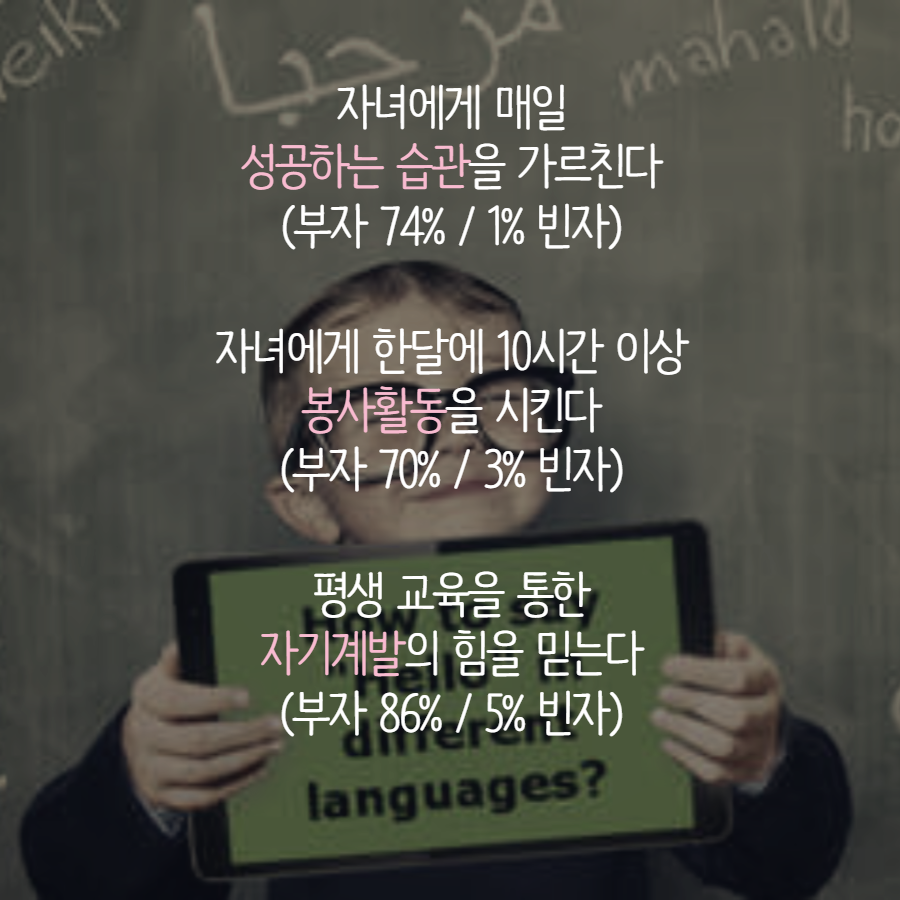 eiki
مرحبا
mahalo
ho
자녀에게 매일
성공하는 습관을 가르친다
(부자 74% / 1% 빈자)
자녀에게 한달에 10시간 이상
봉사활동을 시킨다
(부자 70% / 3% 빈자)
평생 교육을 통한
자기계발의 힘을 믿는다
(부자 86% / 5% 빈자)
How to say
"Hello" in
different
languages?